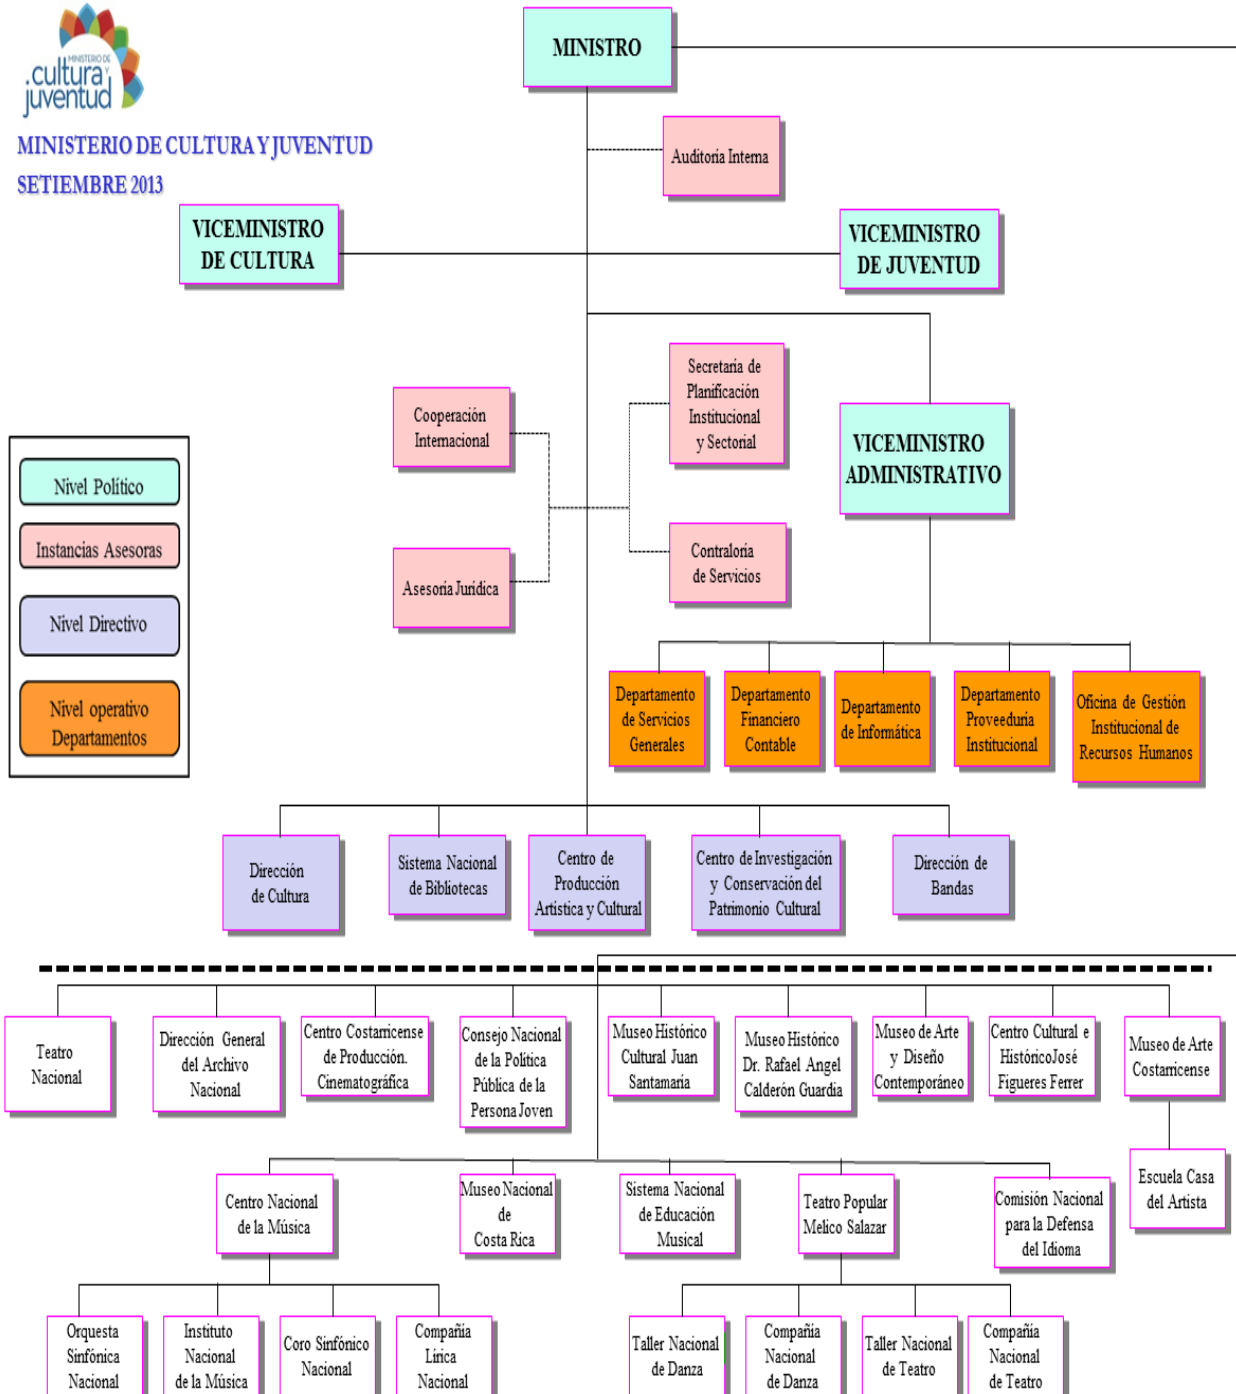 MINISTERIO DE
Y
cultura
juventud
MINISTERIO DE CULTURA Y JUVENTUD
SETIEMBRE 2013
MINISTRO
Auditoría Interna
VICEMINISTRO
DE CULTURA
VICEMINISTRO
DE JUVENTUD
Cooperación
Internacional
Secretaría de
Planificación
Institucional
y Sectorial
VICEMINISTRO
ADMINISTRATIVO
Asesoría Jurídica
Contraloría
de Servicios
Nivel Político
Instancias Asesoras
Nivel Directivo
Nivel operativo
Departamentos
Departamento
de Servicios
Generales
Departamento
Financiero
Contable
Departamento
de Informática
Departamento
Proveeduría
Institucional
Oficina de Gestión
Institucional de
Recursos Humanos
Dirección
de Cultura
Sistema Nacional
de Bibliotecas
Centro de
Producción
Artística y Cultural
Centro de Investigación
y Conservación del
Patrimonio Cultural
Dirección de
Bandas
Teatro
Nacional
Dirección General
del Archivo
Nacional
Centro Costarricense
de Producción.
Cinematográfica
Consejo Nacional
de la Política
Pública de la
Persona Joven
Museo Histórico
Cultural Juan
Santamaría
Museo Histórico
Dr. Rafael Angel
Calderón Guardia
Museo de Arte
y Diseño
Contemporáneo
Centro Cultural e
HistóricoJosé
Figueres Ferrer
Museo de Arte
Costarricense
Escuela Casa
del Artista
Centro Nacional
de la Música
Museo Nacional
de
Costa Rica
Sistema Nacional
de Educación
Musical
Teatro Popular
Melico Salazar
Comisión Nacional
para la Defensa
del Idioma
Orquesta
Sinfónica
Nacional
Instituto
Nacional
de la Música
Coro Sinfónico
Nacional
Compañía
Lírica
Nacional
Taller Nacional
de Danza
Compañía
Nacional
de Danza
Taller Nacional
de Teatro
Compañía
Nacional
de Teatro